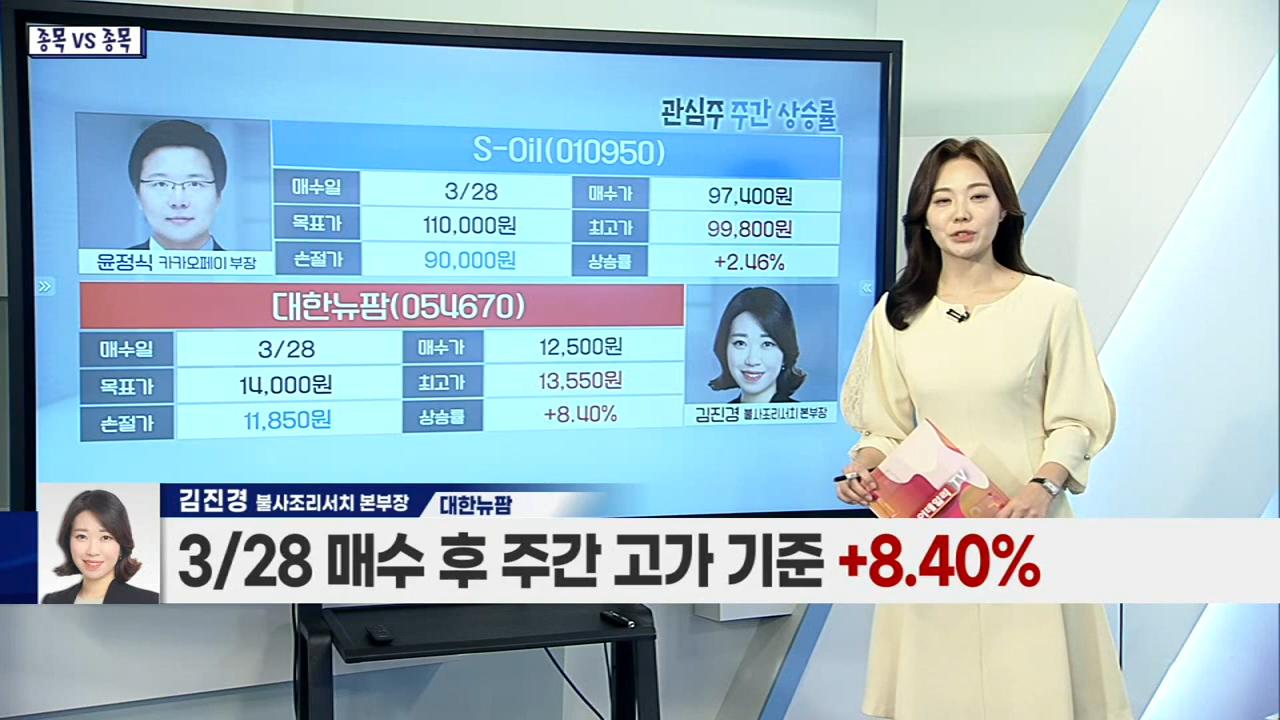 종목 VS 종목
관심주 주간 상승률
S-Oil(010950)
매수일 3/28 매수가 97,400원
목표가 110,000원 최고가 99,800원
손절가 90,000원 상승률 +2.46%
윤정식 카카오페이 부장
대한뉴팜(054670)
매수일 3/28 매수가 12,500원
목표가 14,000원 최고가 13,550원
손절가 11,850원 상승률 +8.40%
김진경 불사조리서치 본부장
이데일리 TV
김진경 불사조리서치 본부장 대한뉴팜
3/28 매수 후 주간 고가 기준 +8.40%